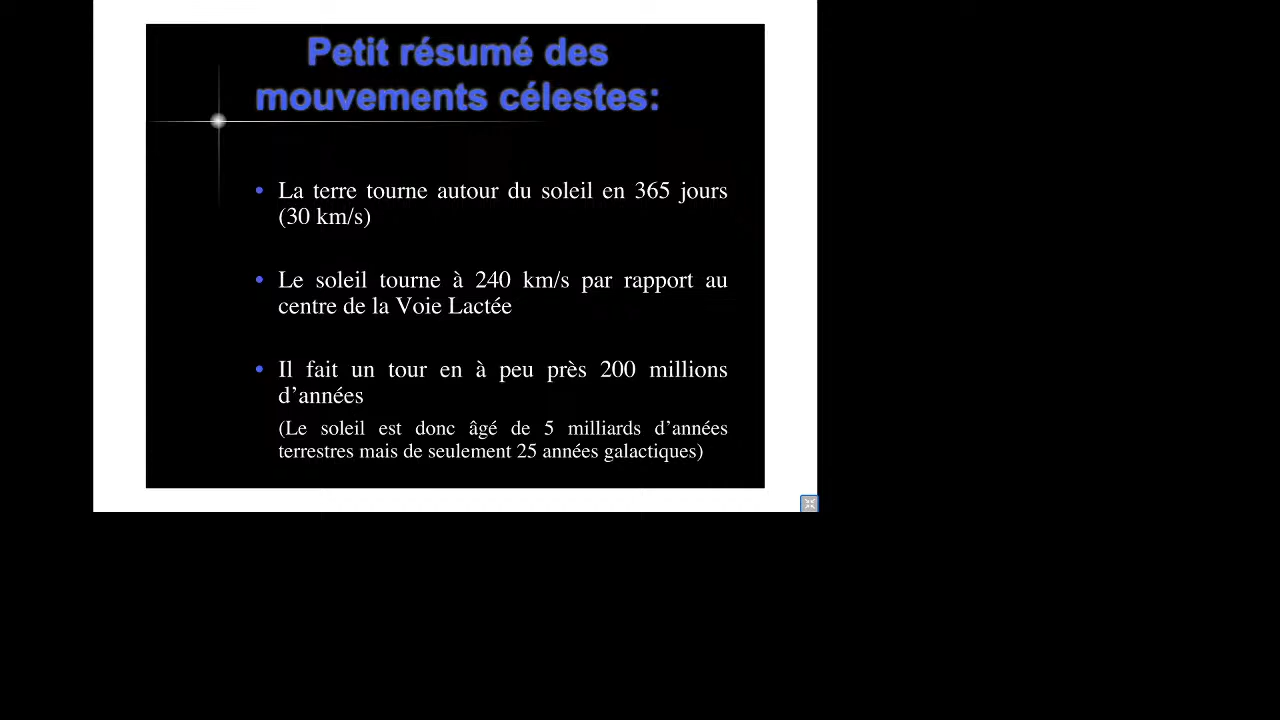 Petit résumé des
mouvements célestes:
• La terre tourne autour du soleil en 365 jours
(30 km/s)
• Le soleil tourne à 240 km/s par rapport au
centre de la Voie Lactée
• Il fait un tour en à peu près 200 millions
d’années
(Le soleil est donc âgé de 5 milliards d’années
terrestres mais de seulement 25 années galactiques)